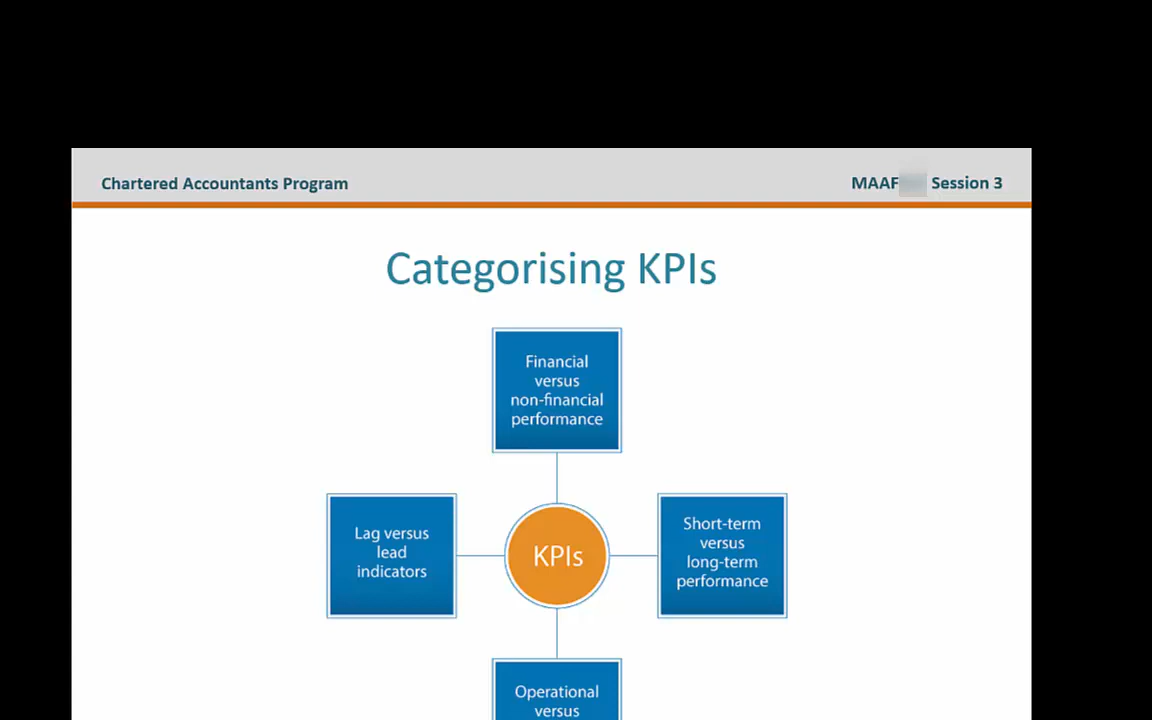 Chartered Accountants Program
MAAF Session 3
Categorising KPIs
Financial
versus
non-financial
performance
Lag versus
lead
indicators
KPIs
Short-term
versus
long-term
performance
Operational
versus